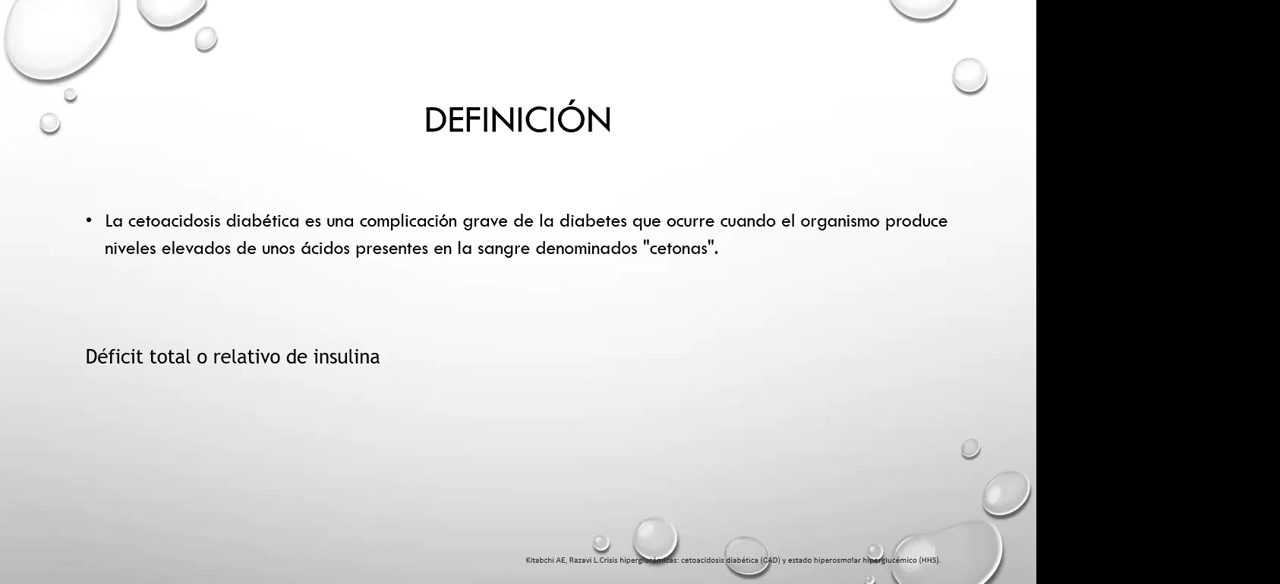 DEFINICIÓN
• La cetoacidosis diabética es una complicación grave de la diabetes que ocurre cuando el organismo produce
niveles elevados de unos ácidos presentes en la sangre denominados "cetonas".
Déficit total o relativo de insulina
Kitabchi AE, Razavi L.Crisis hiperglucémicas: cetoacidosis diabética (CAD) y estado hiperosmolar hiperglucémico (HHS).